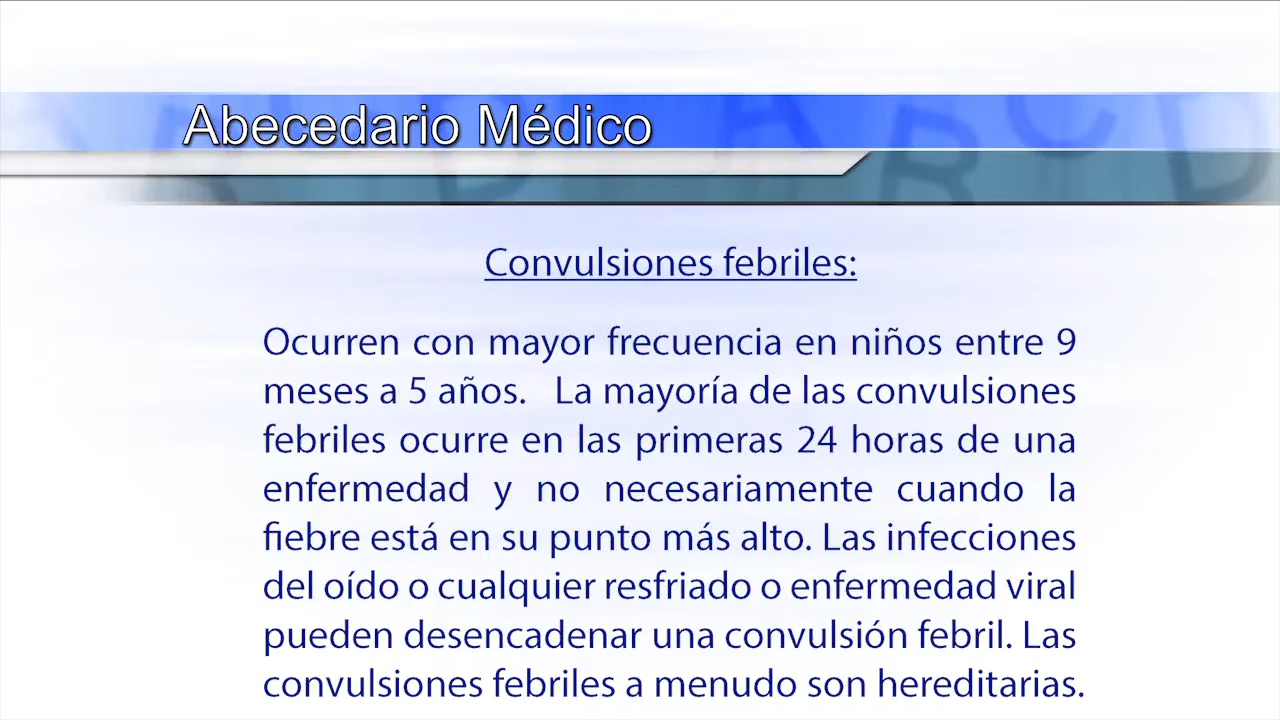 Abecedario Médico
Convulsiones febriles:
Ocurren con mayor frecuencia en niños entre 9
meses a 5 años. La mayoría de las convulsiones
febriles ocurre en las primeras 24 horas de una
enfermedad y no necesariamente cuando la
fiebre está en su punto más alto. Las infecciones
del oído o cualquier resfriado o enfermedad viral
pueden desencadenar una convulsión febril. Las
convulsiones febriles a menudo son hereditarias.